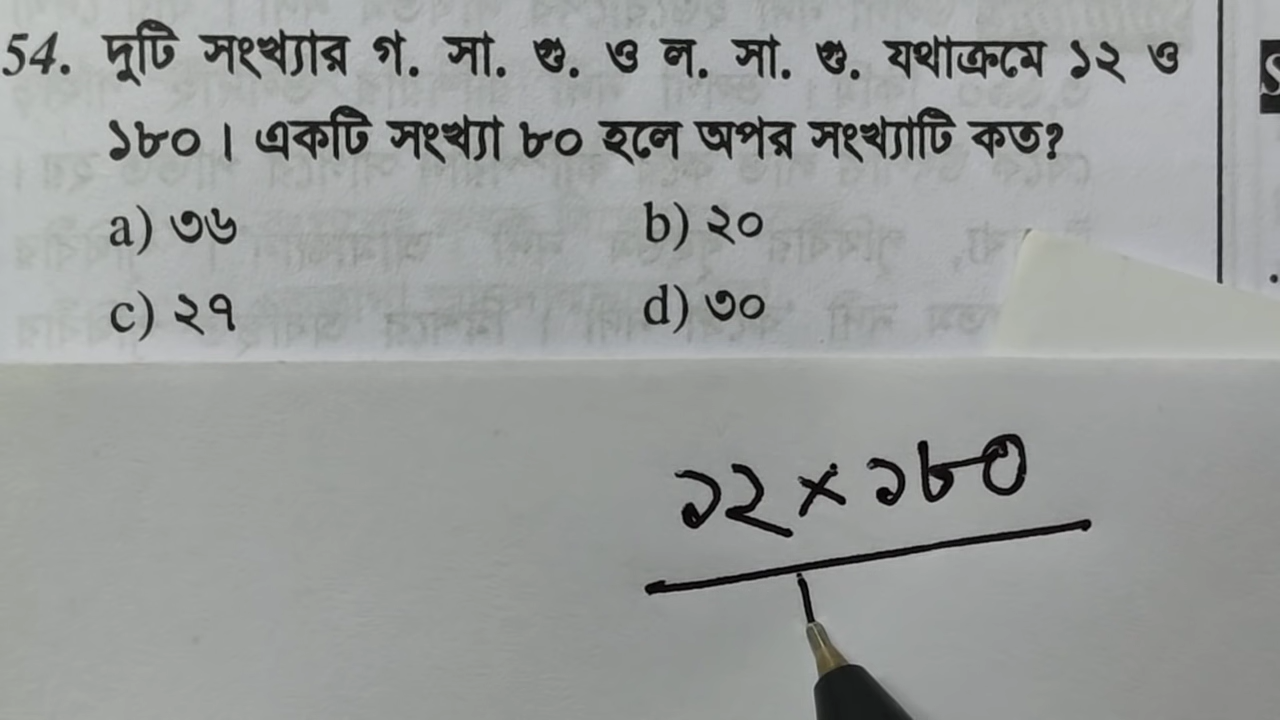 54. দুটি সংখ্যার গ. সা. গু. ও ল. সা. গু. যথাক্রমে ১২ ও
১৮০। একটি সংখ্যা ৮০ হলে অপর সংখ্যাটি কত?
a) ৩৬ b) ২০
c) ২৭ d) ৩০
১২ × ১৮০